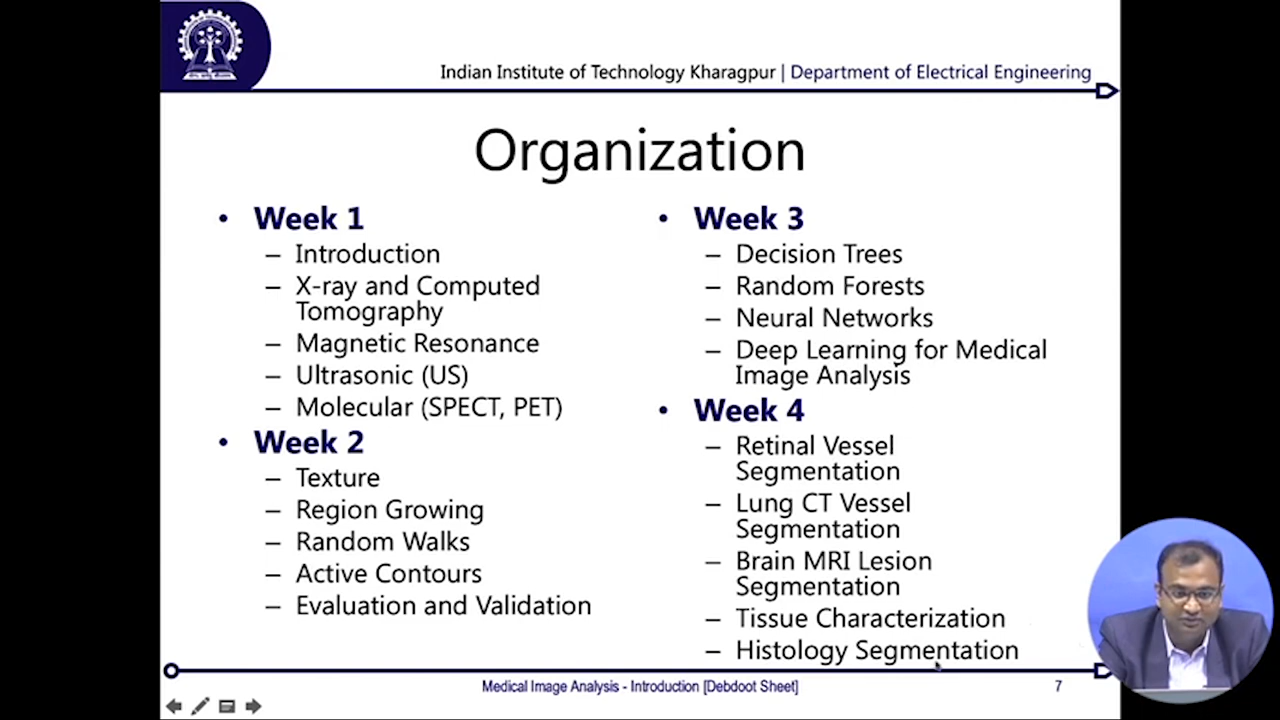 Indian Institute of Technology Kharagpur | Department of Electrical Engineering
Organization
• Week 1
– Introduction
– X-ray and Computed
Tomography
– Magnetic Resonance
– Ultrasonic (US)
– Molecular (SPECT, PET)
• Week 2
– Texture
– Region Growing
– Random Walks
– Active Contours
– Evaluation and Validation
• Week 3
– Decision Trees
– Random Forests
– Neural Networks
– Deep Learning for Medical
Image Analysis
• Week 4
– Retinal Vessel
Segmentation
– Lung CT Vessel
Segmentation
– Brain MRI Lesion
Segmentation
– Tissue Characterization
– Histology Segmentation
Medical Image Analysis - Introduction [Debdoot Sheet]
7